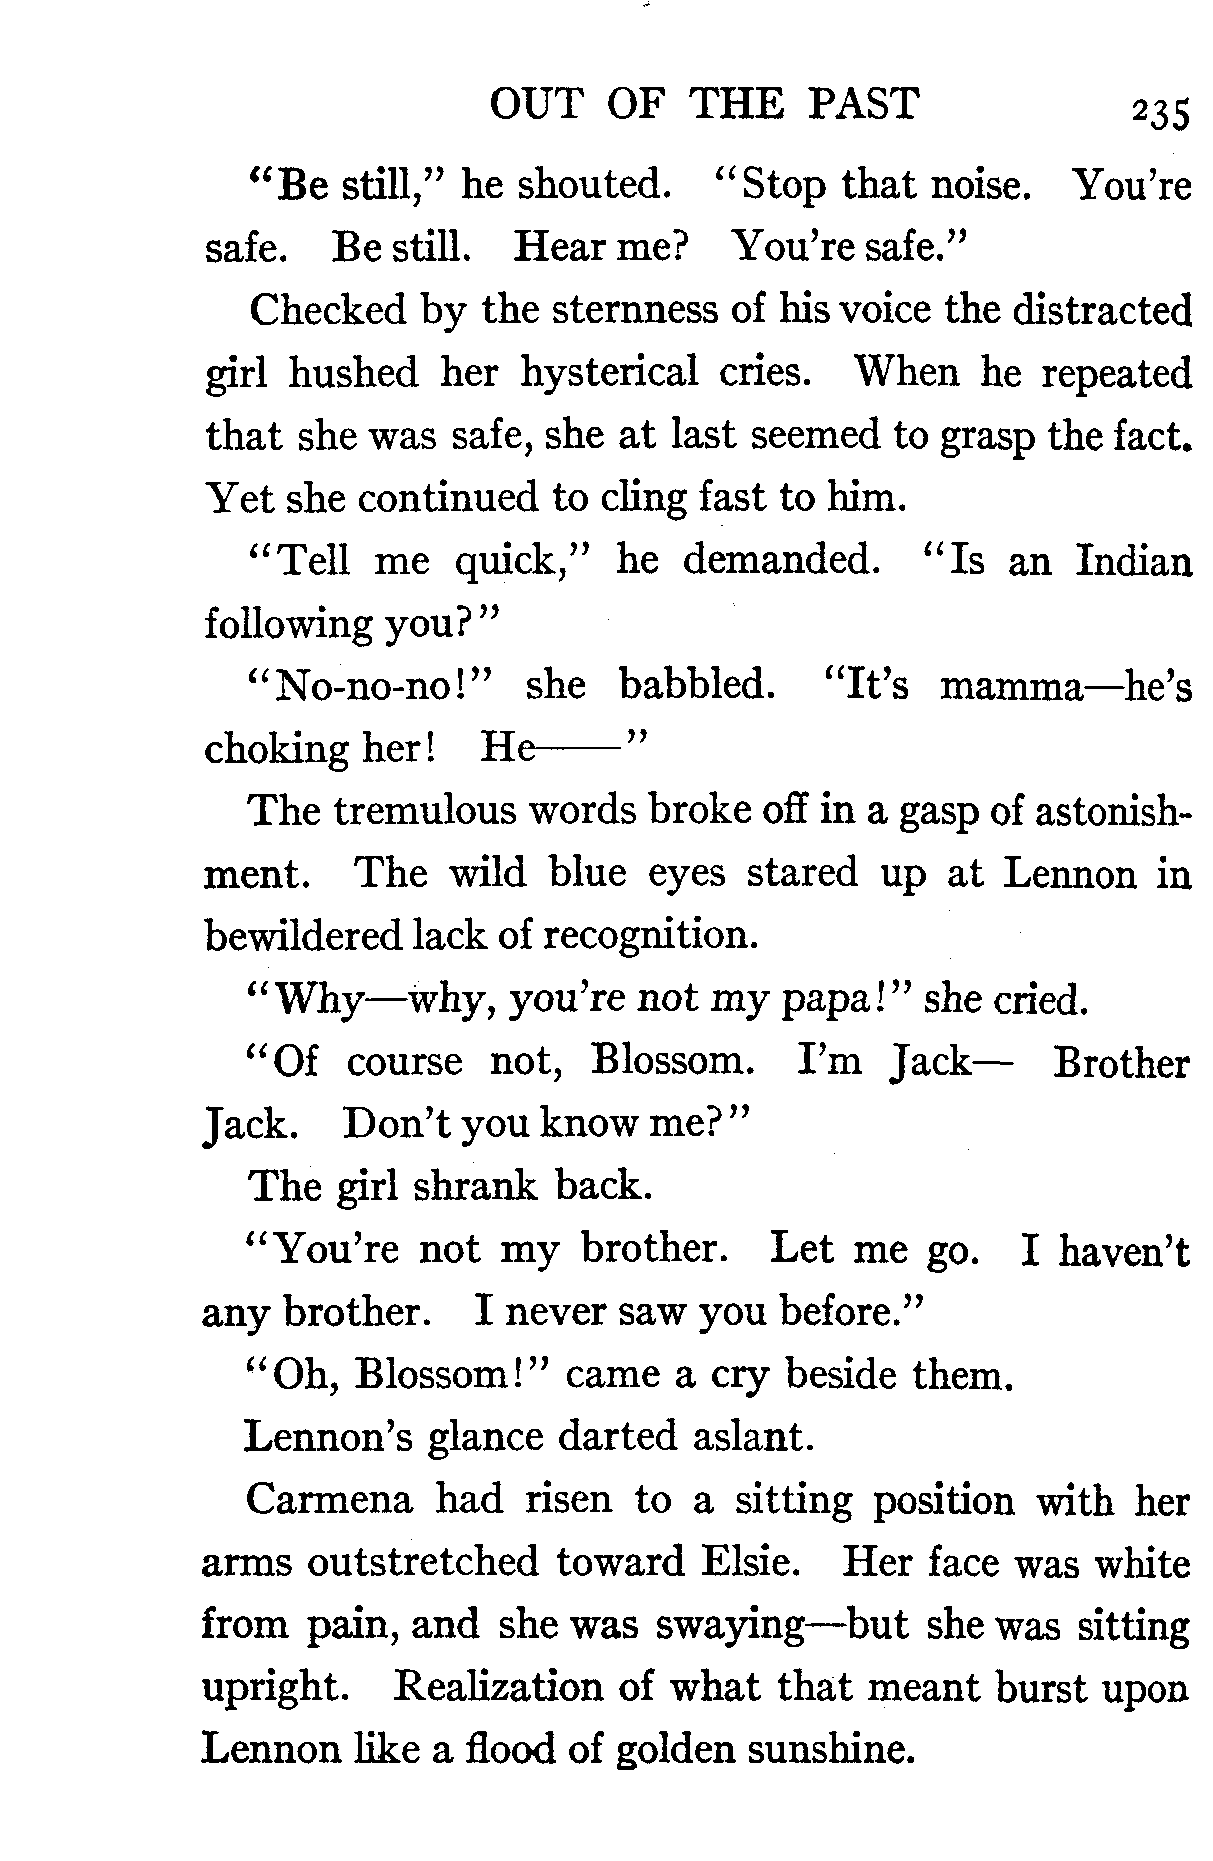 OUT OF THE PAST 235
“Be still,” he shouted. “Stop that noise. You're
safe. Be still. Hear me? You're safe.”
Checked by the sternness of his voice the distracted
girl hushed her hysterical cries. When he repeated
that she was safe, she at last seemed to grasp the fact.
Yet she continued to cling fast to him.
“Tell me quick,” he demanded. “Is an Indian
following you?”
“No-no-no!” she babbled. “It's mamma—he's
choking her! He——”
The tremulous words broke off in a gasp of astonish-
ment. The wild blue eyes stared up at Lennon in
bewildered lack of recognition.
“Why—why, you're not my papa!” she cried.
“Of course not, Blossom. I'm Jack— Brother
Jack. Don't you know me?”
The girl shrank back.
“You're not my brother. Let me go. I haven't
any brother. I never saw you before.”
“Oh, Blossom!” came a cry beside them.
Lennon's glance darted aslant.
Carmena had risen to a sitting position with her
arms outstretched toward Elsie. Her face was white
from pain, and she was swaying—but she was sitting
upright. Realization of what that meant burst upon
Lennon like a flood of golden sunshine.